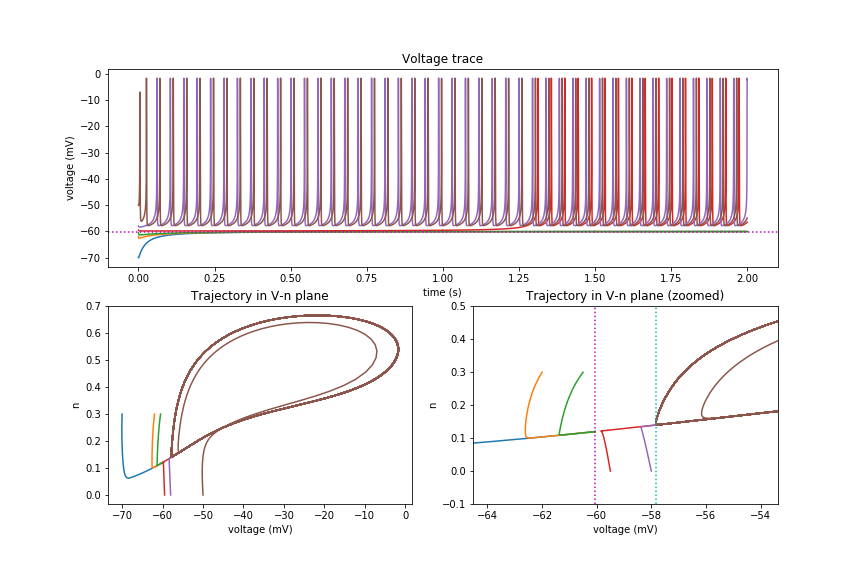 Voltage trace
voltage (mV)
0
−10
−20
−30
−40
−50
−60
−70
0.00 0.25 0.50 0.75 1.00 1.25 1.50 1.75 2.00
time (s)
Trajectory in V-n plane
n
0.7
0.6
0.5
0.4
0.3
0.2
0.1
0.0
−70 −60 −50 −40 −30 −20 −10 0
voltage (mV)
Trajectory in V-n plane (zoomed)
n
0.5
0.4
0.3
0.2
0.1
0.0
−0.1
−64 −62 −60 −58 −56 −54
voltage (mV)